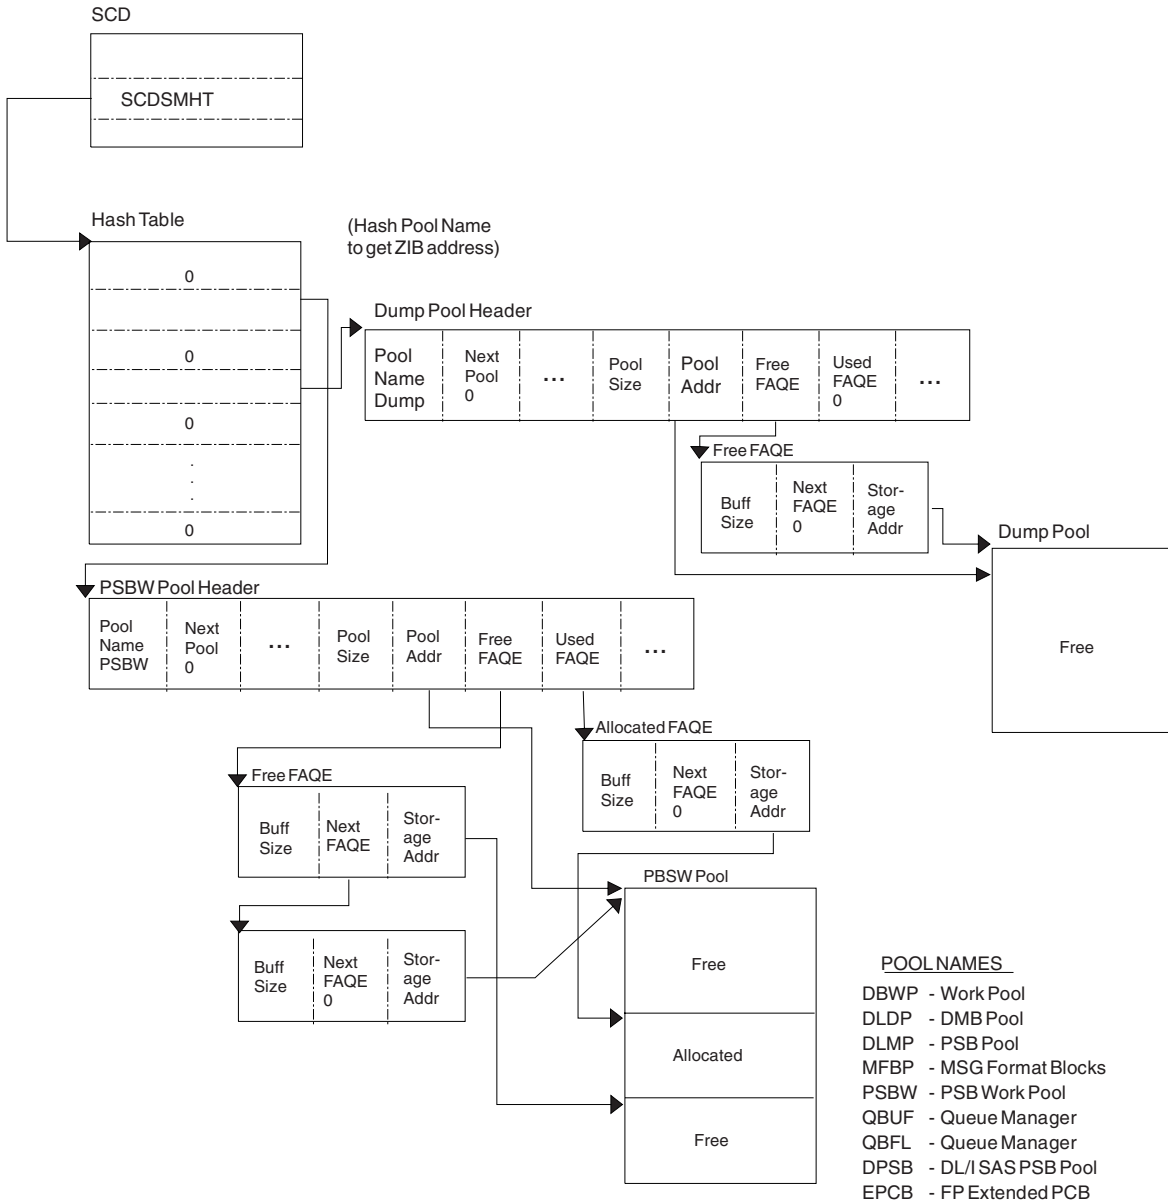 SCD
SCDSMHT
Hash Table
(Hash Pool Name
to get ZIB address)
0
0
0
.
.
.
0
Dump Pool Header
Pool
Name
Dump
Next
Pool
0
...
Pool
Size
Pool
Addr
Free
FAQE
Used
FAQE
0
...
Free FAQE
Buff
Size
Next
FAQE
0
Stor-
age
Addr
Dump Pool
Free
PSBW Pool Header
Pool
Name
PSBW
Next
Pool
0
...
Pool
Size
Pool
Addr
Free
FAQE
Used
FAQE
...
Allocated FAQE
Buff
Size
Next
FAQE
0
Stor-
age
Addr
Free FAQE
Buff
Size
Next
FAQE
Stor-
age
Addr
Buff
Size
Next
FAQE
0
Stor-
age
Addr
PBSW Pool
Free
Allocated
Free
POOL NAMES
DBWP - Work Pool
DLDP - DMB Pool
DLMP - PSB Pool
MFBP - MSG Format Blocks
PSBW - PSB Work Pool
QBUF - Queue Manager
QBFL - Queue Manager
DPSB - DL/I SAS PSB Pool
EPCB - FP Extended PCB